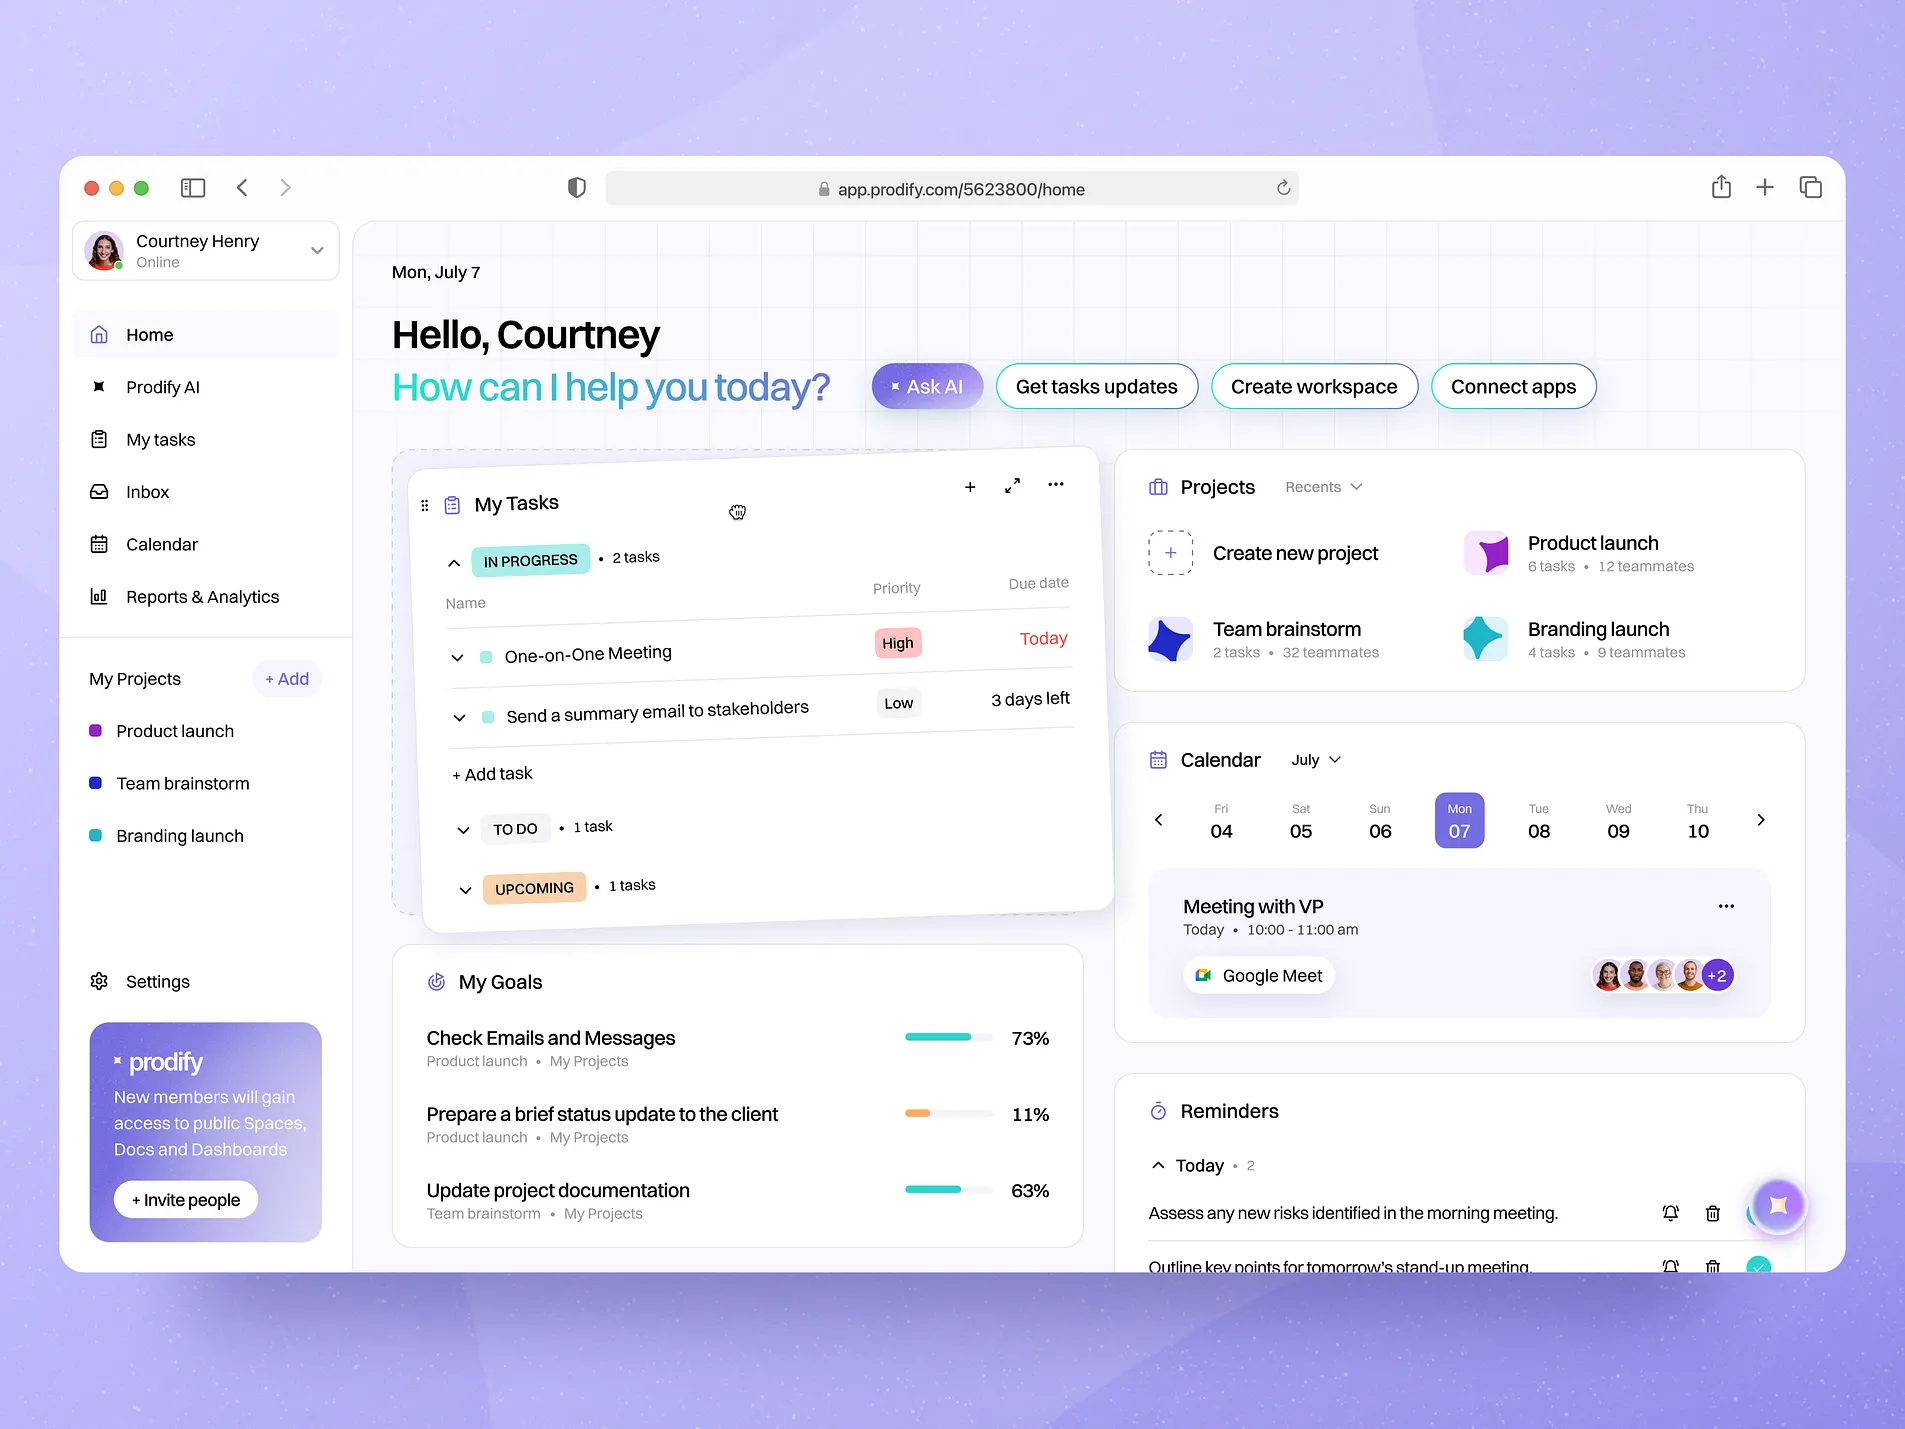 app.prodify.com/5623800/home
Courtney Henry
Online
Home
Prodify AI
My tasks
Inbox
Calendar
Reports & Analytics
My Projects
+ Add
Product launch
Team brainstorm
Branding launch
Settings
prodify
New members will gain
access to public Spaces,
Docs and Dashboards
+ Invite people
Mon, July 7
Hello, Courtney
How can I help you today?
Ask AI
Get tasks updates
Create workspace
Connect apps
My Tasks
IN PROGRESS • 2 tasks
Name Priority Due date
One-on-One Meeting High Today
Send a summary email to stakeholders Low 3 days left
+ Add task
TO DO • 1 task
UPCOMING • 1 tasks
My Goals
Check Emails and Messages 73%
Product launch • My Projects
Prepare a brief status update to the client 11%
Product launch • My Projects
Update project documentation 63%
Team brainstorm • My Projects
Projects Recents
Create new project
Product launch
6 tasks • 12 teammates
Team brainstorm
2 tasks • 32 teammates
Branding launch
4 tasks • 9 teammates
Calendar July
Fri Sat Sun Mon Tue Wed Thu
04 05 06 07 08 09 10
Meeting with VP
Today • 10:00 - 11:00 am
Google Meet
+2
Reminders
Today • 2
Assess any new risks identified in the morning meeting.
Outline key points for tomorrow's stand-up meeting.